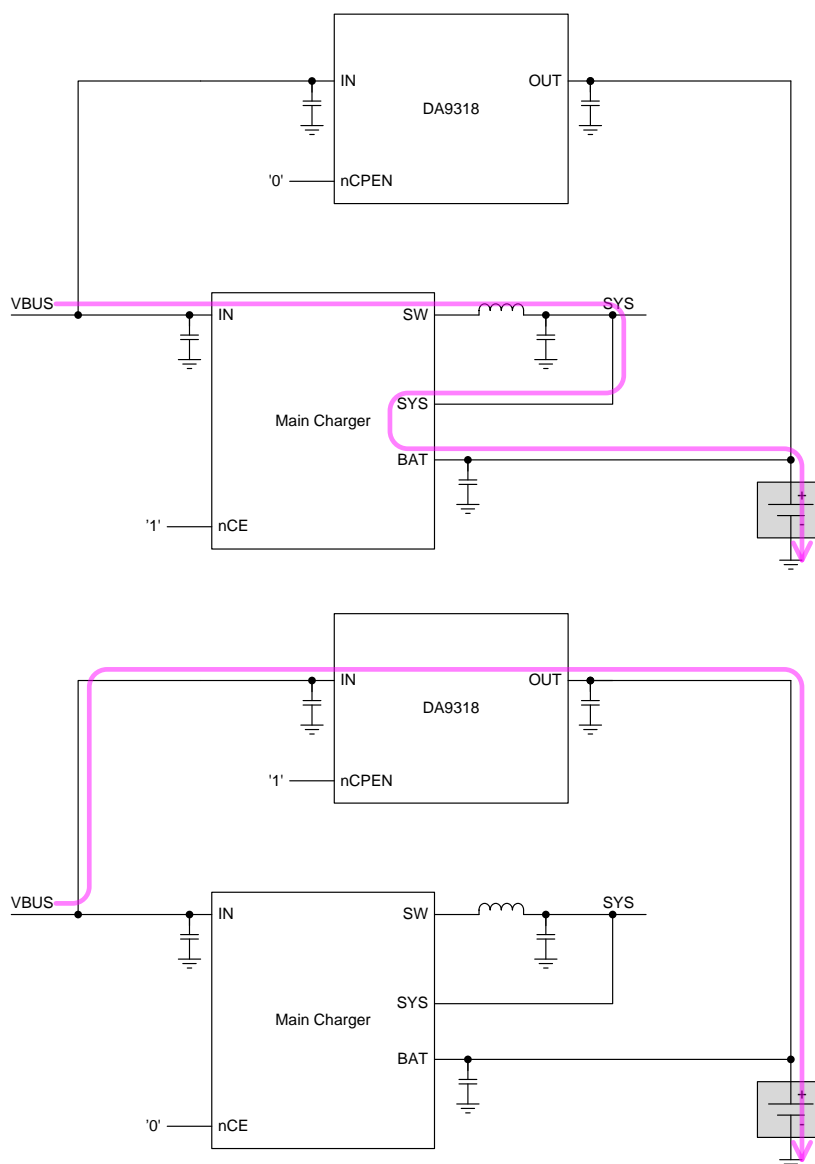 IN OUT
DA9318
'0' nCPEN
VBUS IN SW SYS
SYS
Main Charger
BAT
+
-
'1' nCE
IN OUT
DA9318
'1' nCPEN
VBUS IN SW SYS
SYS
Main Charger
BAT
+
-
'0' nCE